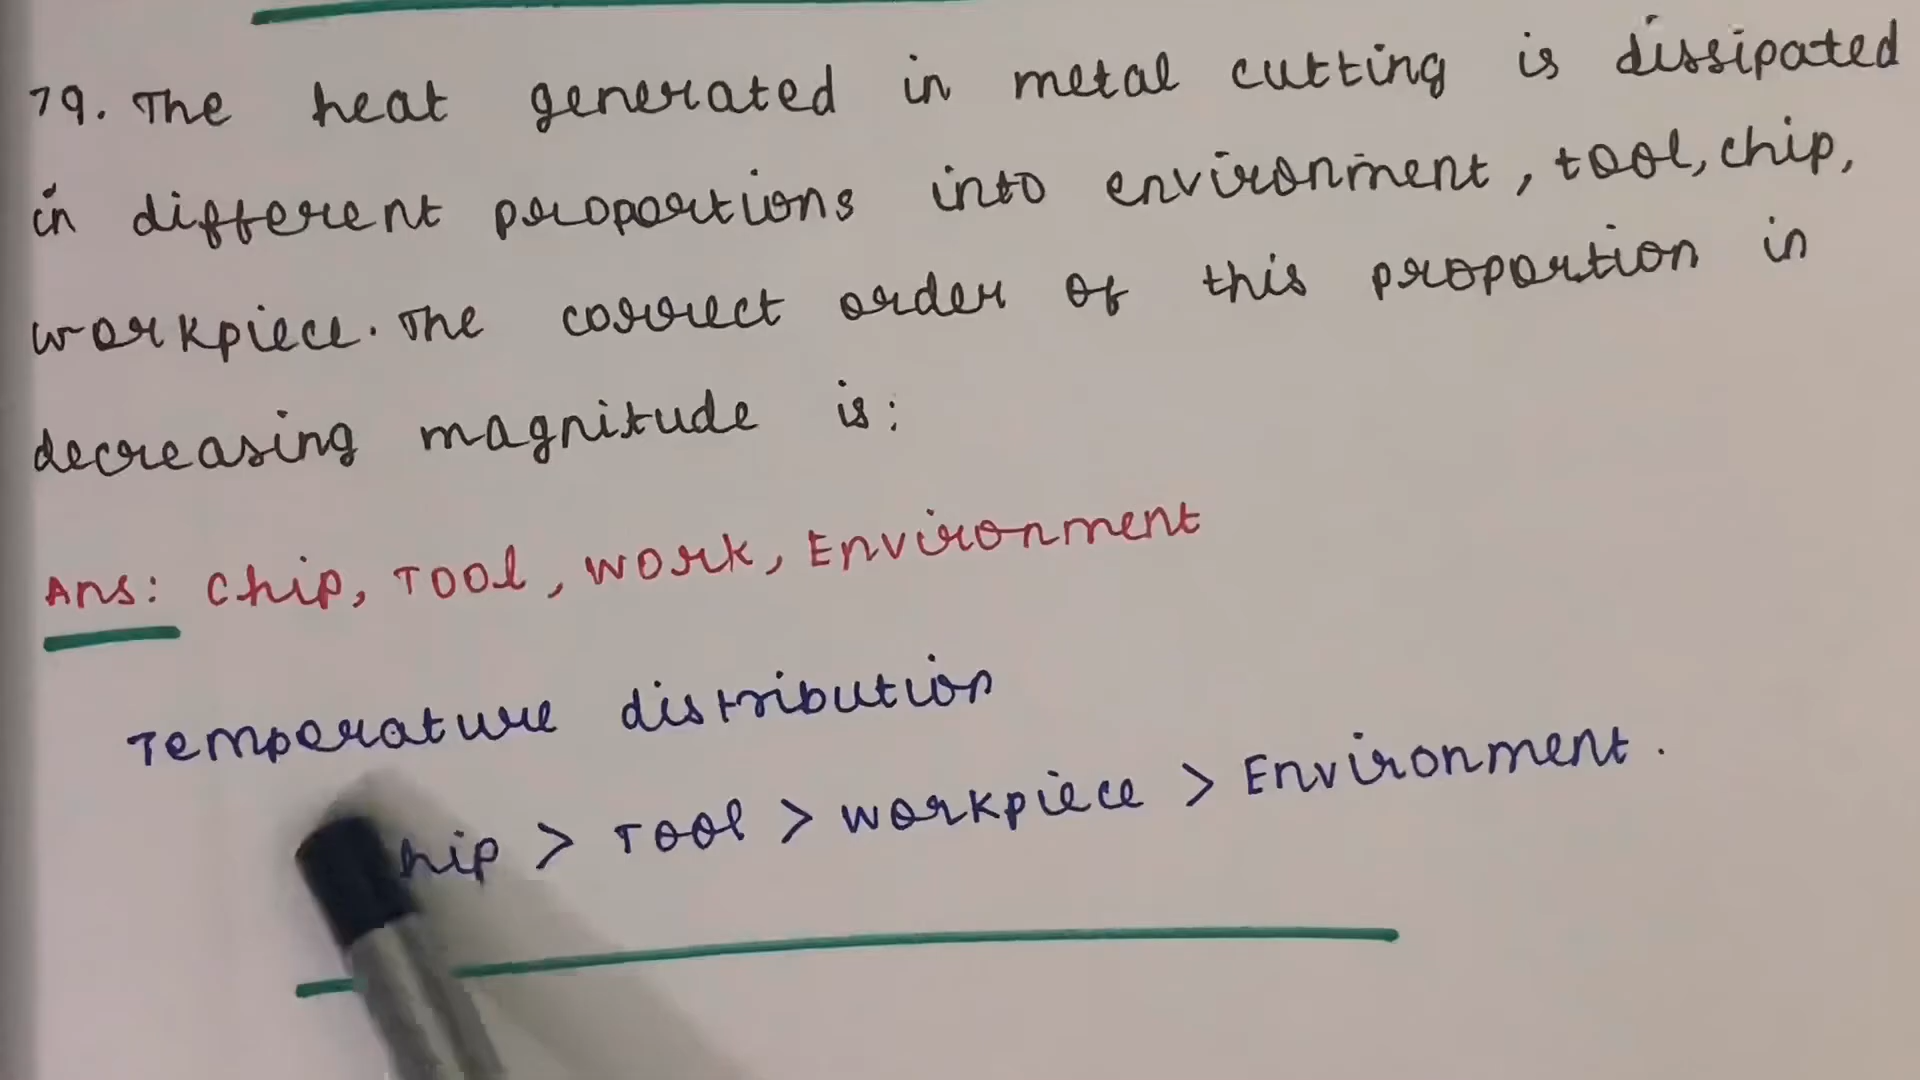 79. The heat generated in metal cutting is dissipated
in different proportions into environment, tool, chip,
workpiece. The correct order of this proportion in
decreasing magnitude is:
Ans: Chip, Tool, Work, Environment
Temperature distribution
hip > Tool > workpiece > Environment.